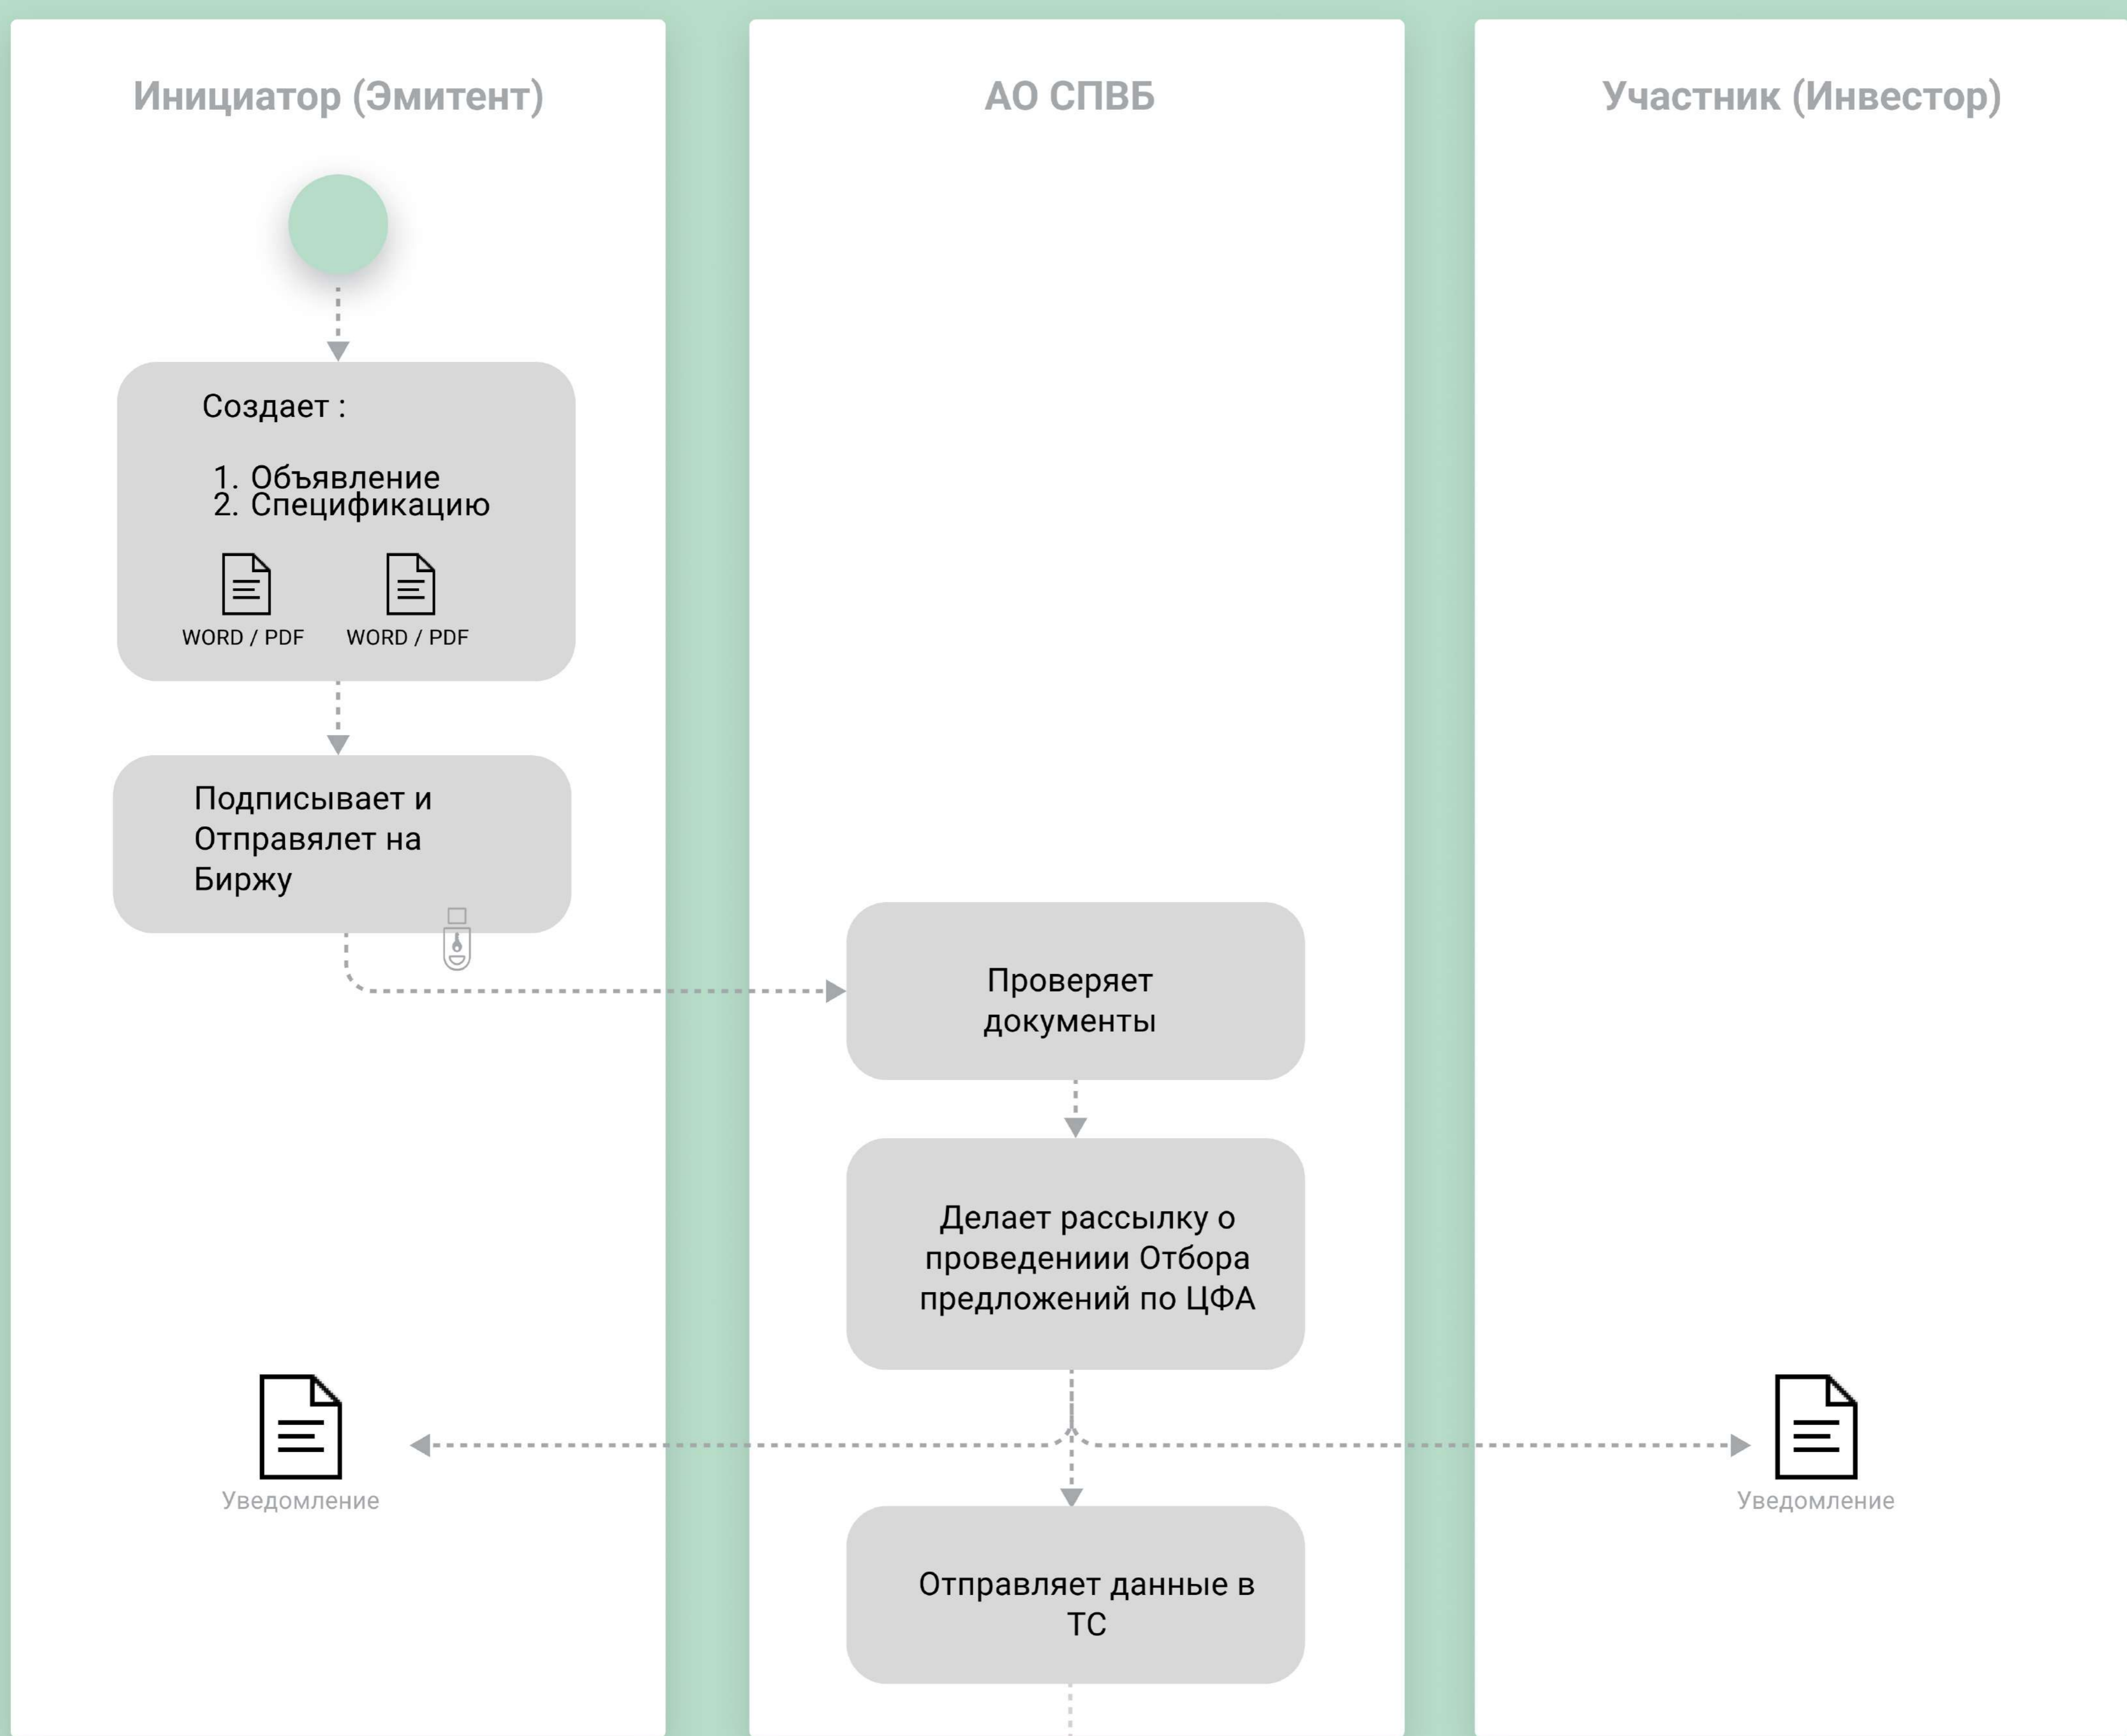 Инициатор (Эмитент)
АО СПВБ
Участник (Инвестор)
Создает :
1. Объявление
2. Спецификацию
WORD / PDF
WORD / PDF
Подписывает и
Отправялет на
Биржу
Проверяет
документы
Делает рассылку о
проведениии Отбора
предложений по ЦФА
Уведомление
Уведомление
Отправляет данные в
ТС